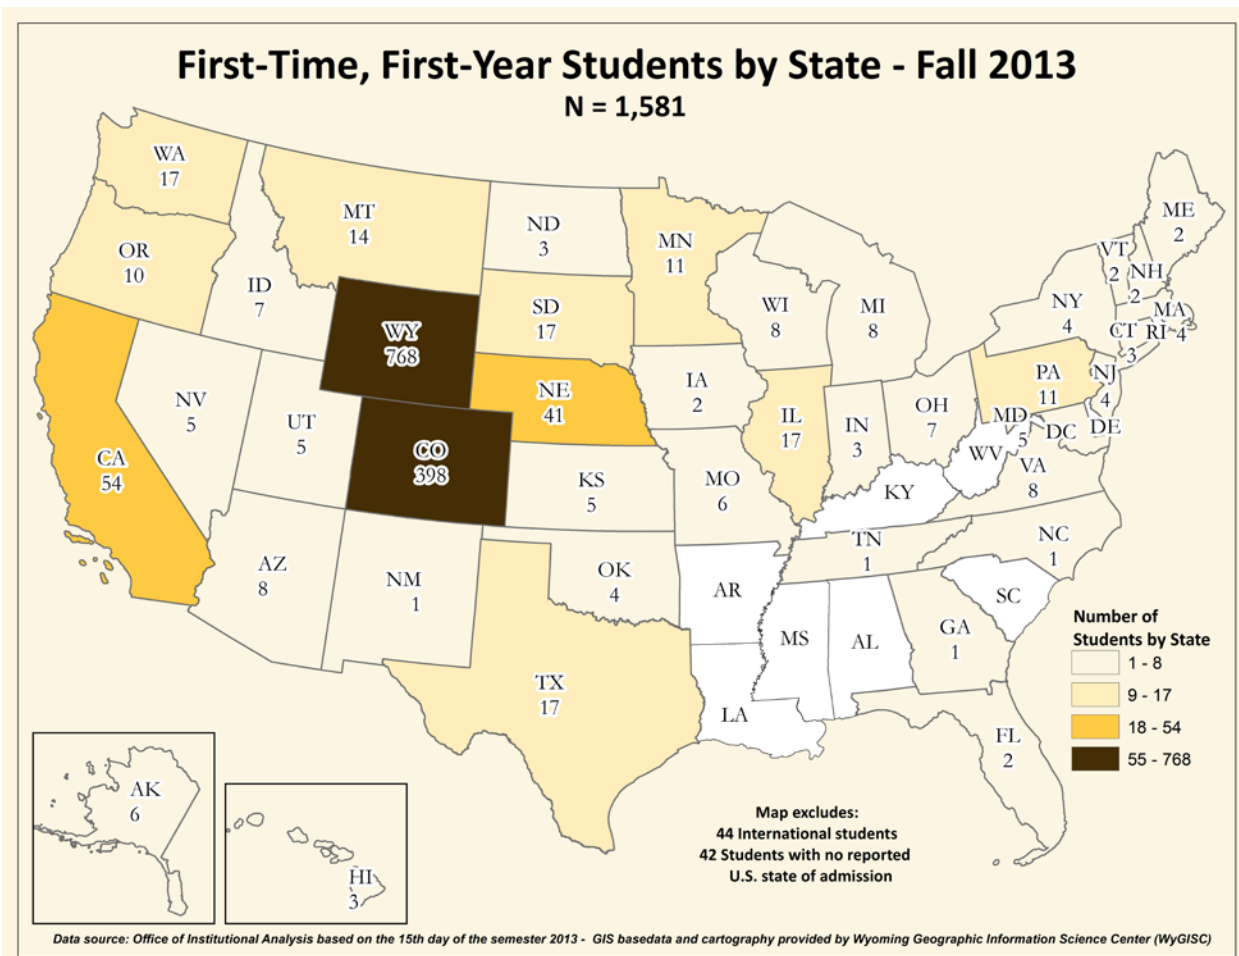 First-Time, First-Year Students by State - Fall 2013
N = 1,581
WA
17
MT
14
ND
3
MN
11
ME
2
VT
2
NH
2
OR
10
ID
7
SD
17
WI
8
MI
8
NY
4
MA
4
CT
3
RI
WY
768
NE
41
IA
2
PA
11
NJ
4
NV
5
UT
5
CO
398
IL
17
IN
3
OH
7
MD
5
DC
DE
WV
VA
8
CA
54
KS
5
MO
6
KY
AZ
8
NM
1
OK
4
TN
1
NC
1
AR
SC
MS
AL
GA
1
TX
17
LA
FL
2
AK
6
HI
3
Number of
Students by State
1 - 8
9 - 17
18 - 54
55 - 768
Map excludes:
44 International students
42 Students with no reported
U.S. state of admission
Data source: Office of Institutional Analysis based on the 15th day of the semester 2013 - GIS basedata and cartography provided by Wyoming Geographic Information Science Center (WyGISC)